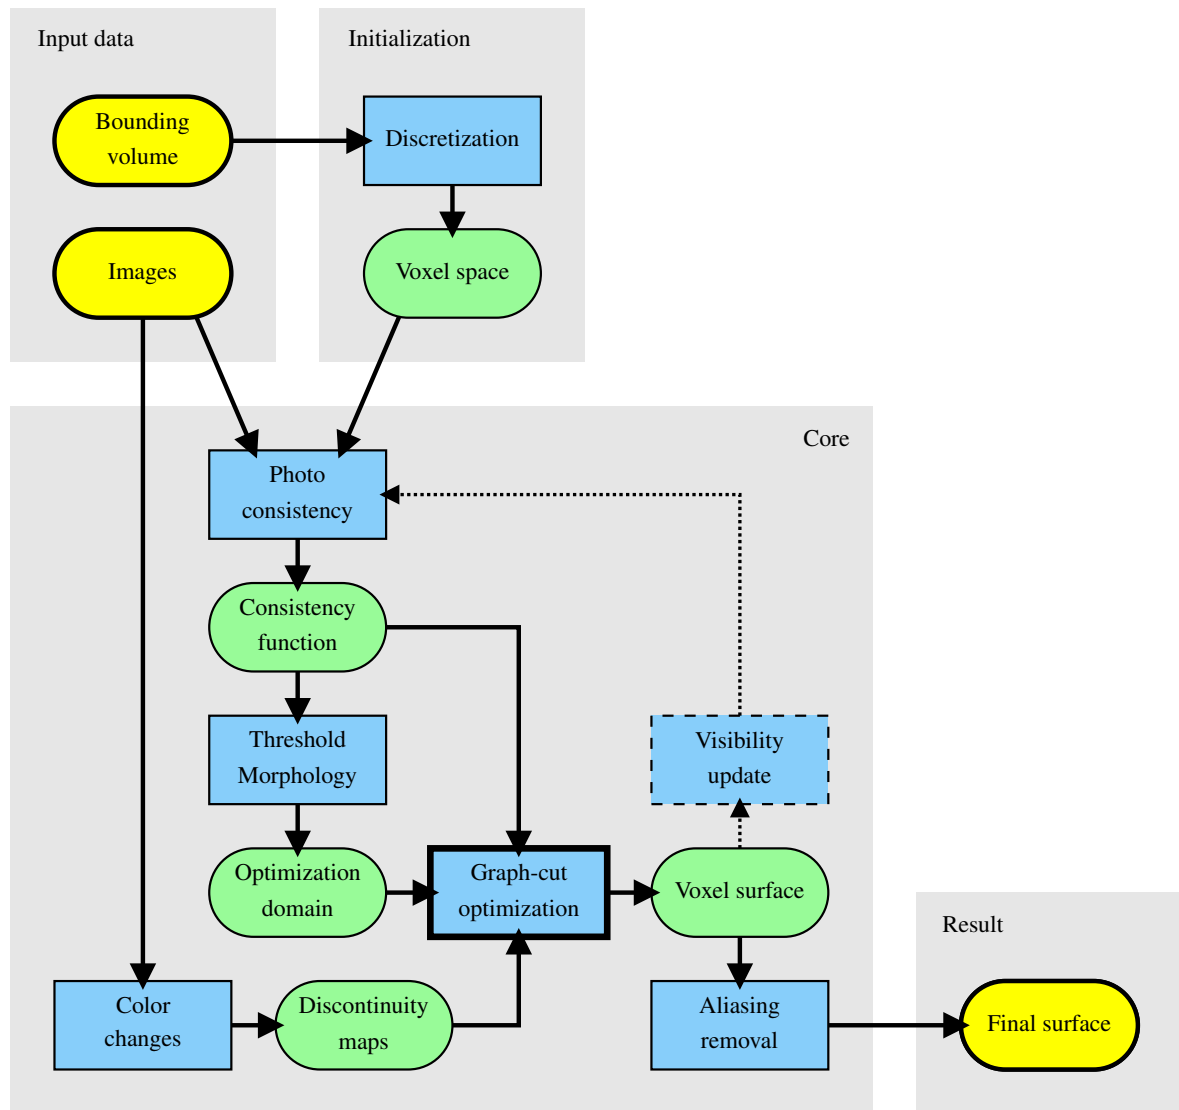 Input data
Bounding
volume
Images
Initialization
Discretization
Voxel space
Core
Photo
consistency
Consistency
function
Threshold
Morphology
Visibility
update
Optimization
domain
Graph-cut
optimization
Voxel surface
Color
changes
Discontinuity
maps
Aliasing
removal
Result
Final surface